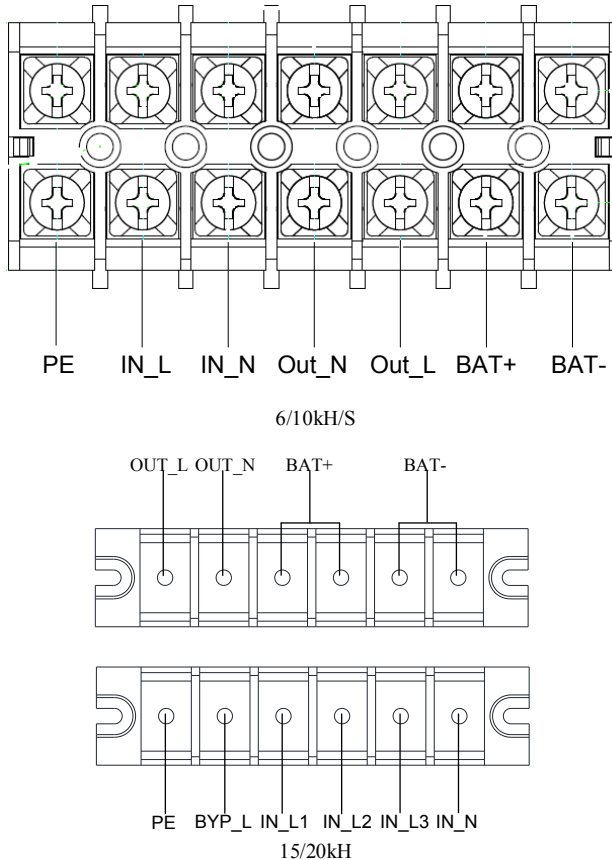 PE IN_L IN_N Out_N Out_L BAT+ BAT-
6/10kH/S
OUT_L OUT_N BAT+ BAT-
PE BYP_L IN_L1 IN_L2 IN_L3 IN_N
15/20kH